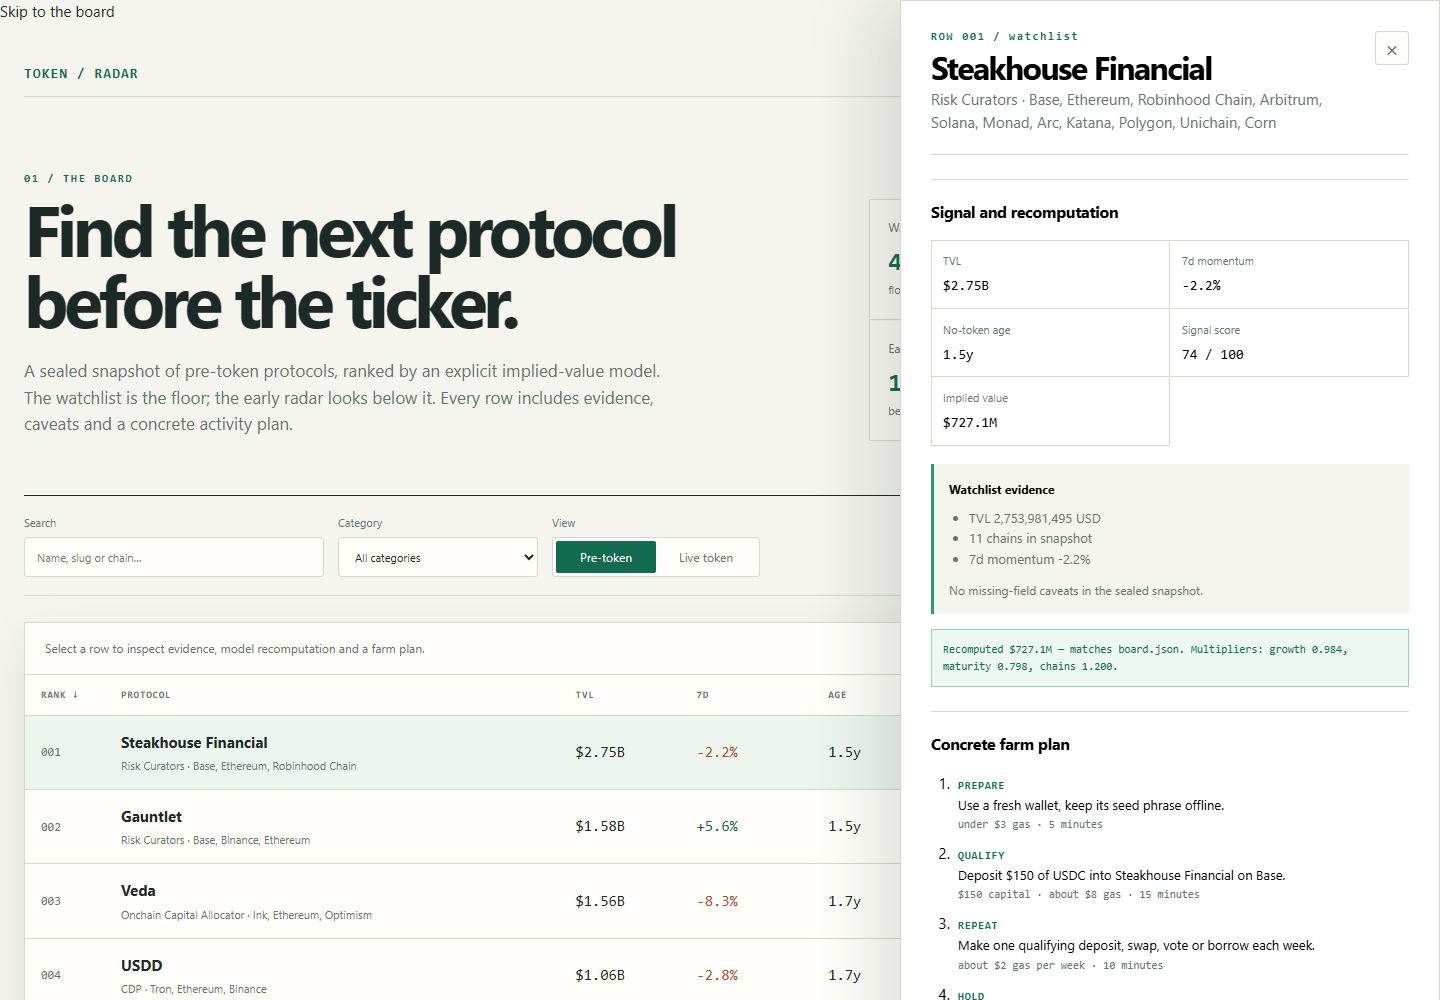 Skip to the board
TOKEN / RADAR
01 / THE BOARD
Find the next protocol
before the ticker.
A sealed snapshot of pre-token protocols, ranked by an explicit implied-value model.
The watchlist is the floor; the early radar looks below it. Every row includes evidence,
caveats and a concrete activity plan.
Search
Category
View
Name, slug or chain...
All categories
Pre-token
Live token
Select a row to inspect evidence, model recomputation and a farm plan.
RANK ↓ PROTOCOL TVL 7D AGE
001 Steakhouse Financial $2.75B -2.2% 1.5y
Risk Curators · Base, Ethereum, Robinhood Chain
002 Gauntlet $1.58B +5.6% 1.5y
Risk Curators · Base, Binance, Ethereum
003 Veda $1.56B -8.3% 1.7y
Onchain Capital Allocator · Ink, Ethereum, Optimism
004 USDD $1.06B -2.8% 1.7y
CDP · Tron, Ethereum, Binance
ROW 001 / watchlist
Steakhouse Financial
×
Risk Curators · Base, Ethereum, Robinhood Chain, Arbitrum,
Solana, Monad, Arc, Katana, Polygon, Unichain, Corn
Signal and recomputation
TVL
$2.75B
7d momentum
-2.2%
No-token age
1.5y
Signal score
74 / 100
Implied value
$727.1M
Watchlist evidence
• TVL 2,753,981,495 USD
• 11 chains in snapshot
• 7d momentum -2.2%
No missing-field caveats in the sealed snapshot.
Recomputed $727.1M — matches board.json. Multipliers: growth 0.984,
maturity 0.798, chains 1.200.
Concrete farm plan
1. PREPARE
Use a fresh wallet, keep its seed phrase offline.
under $3 gas · 5 minutes
2. QUALIFY
Deposit $150 of USDC into Steakhouse Financial on Base.
$150 capital · about $8 gas · 15 minutes
3. REPEAT
Make one qualifying deposit, swap, vote or borrow each week.
about $2 gas per week · 10 minutes
4. HOLD